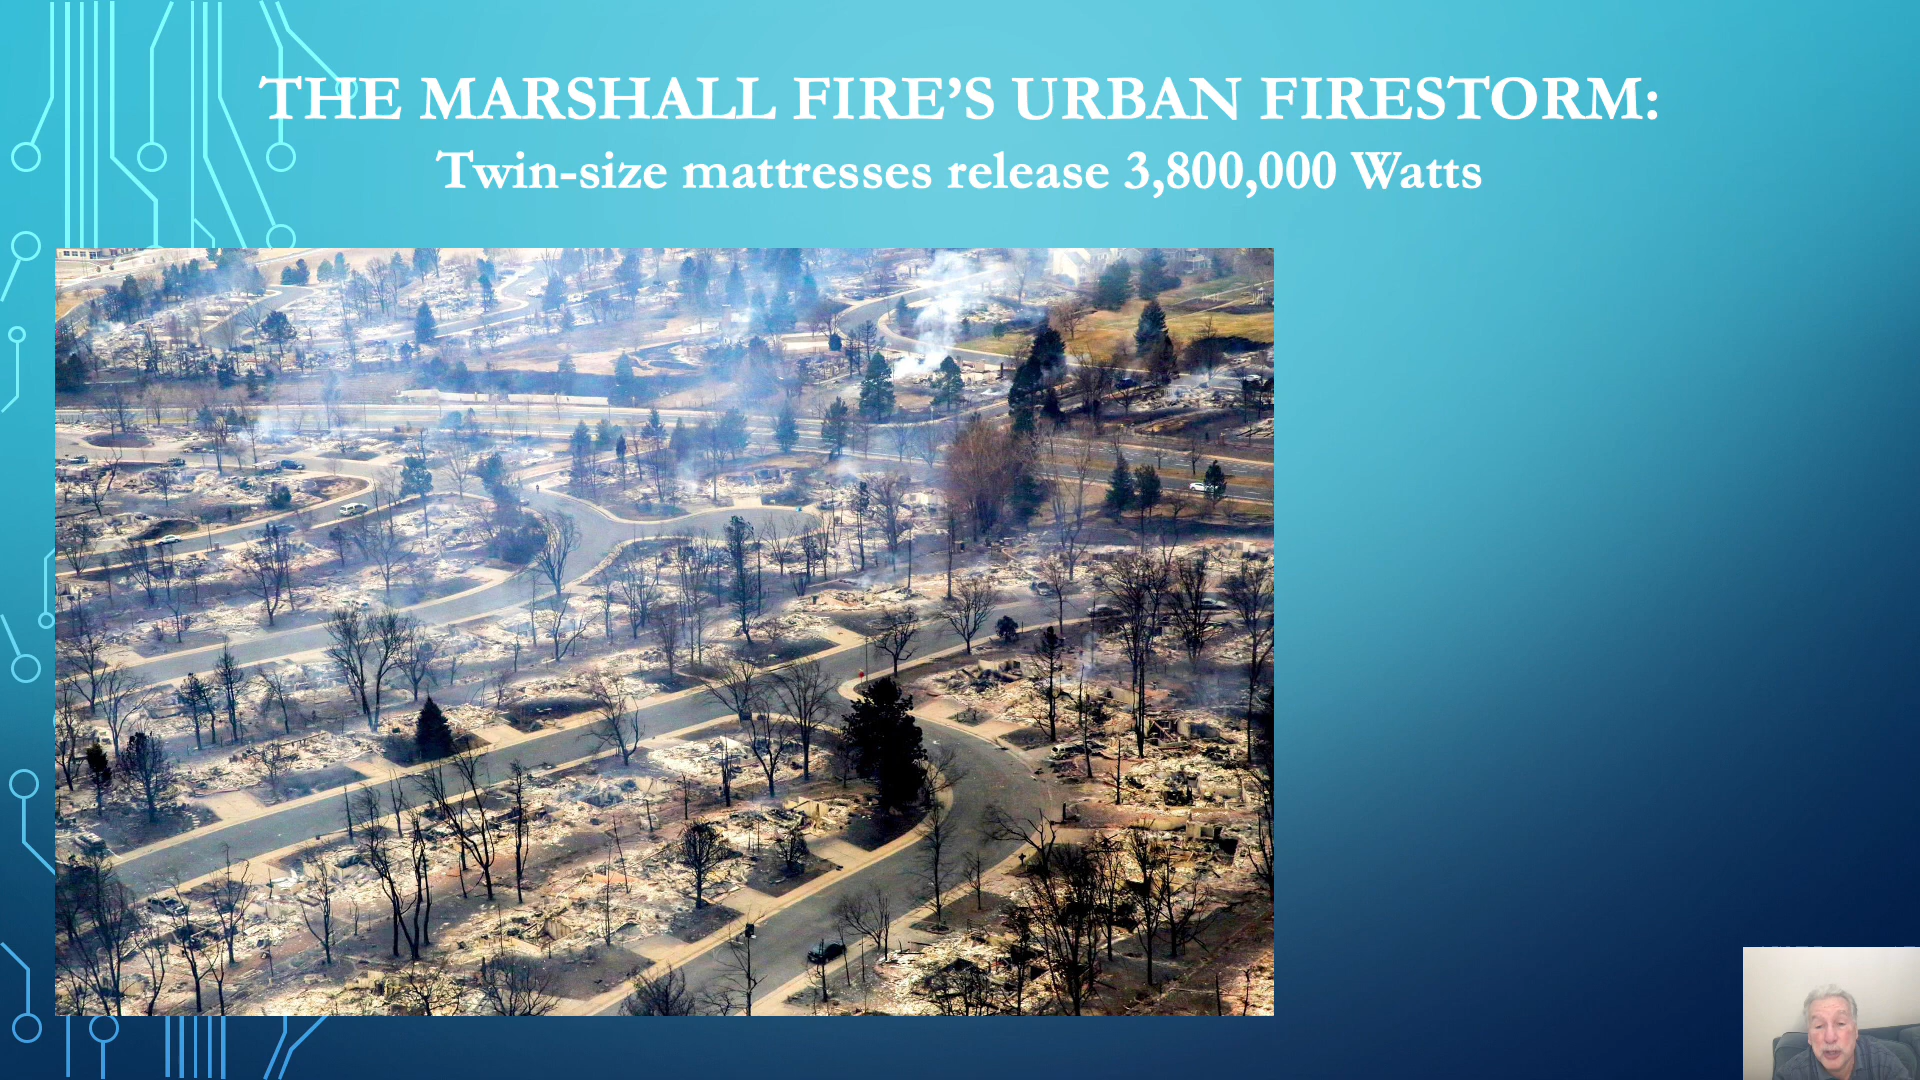 THE MARSHALL FIRE’S URBAN FIRESTORM:
Twin-size mattresses release 3,800,000 Watts